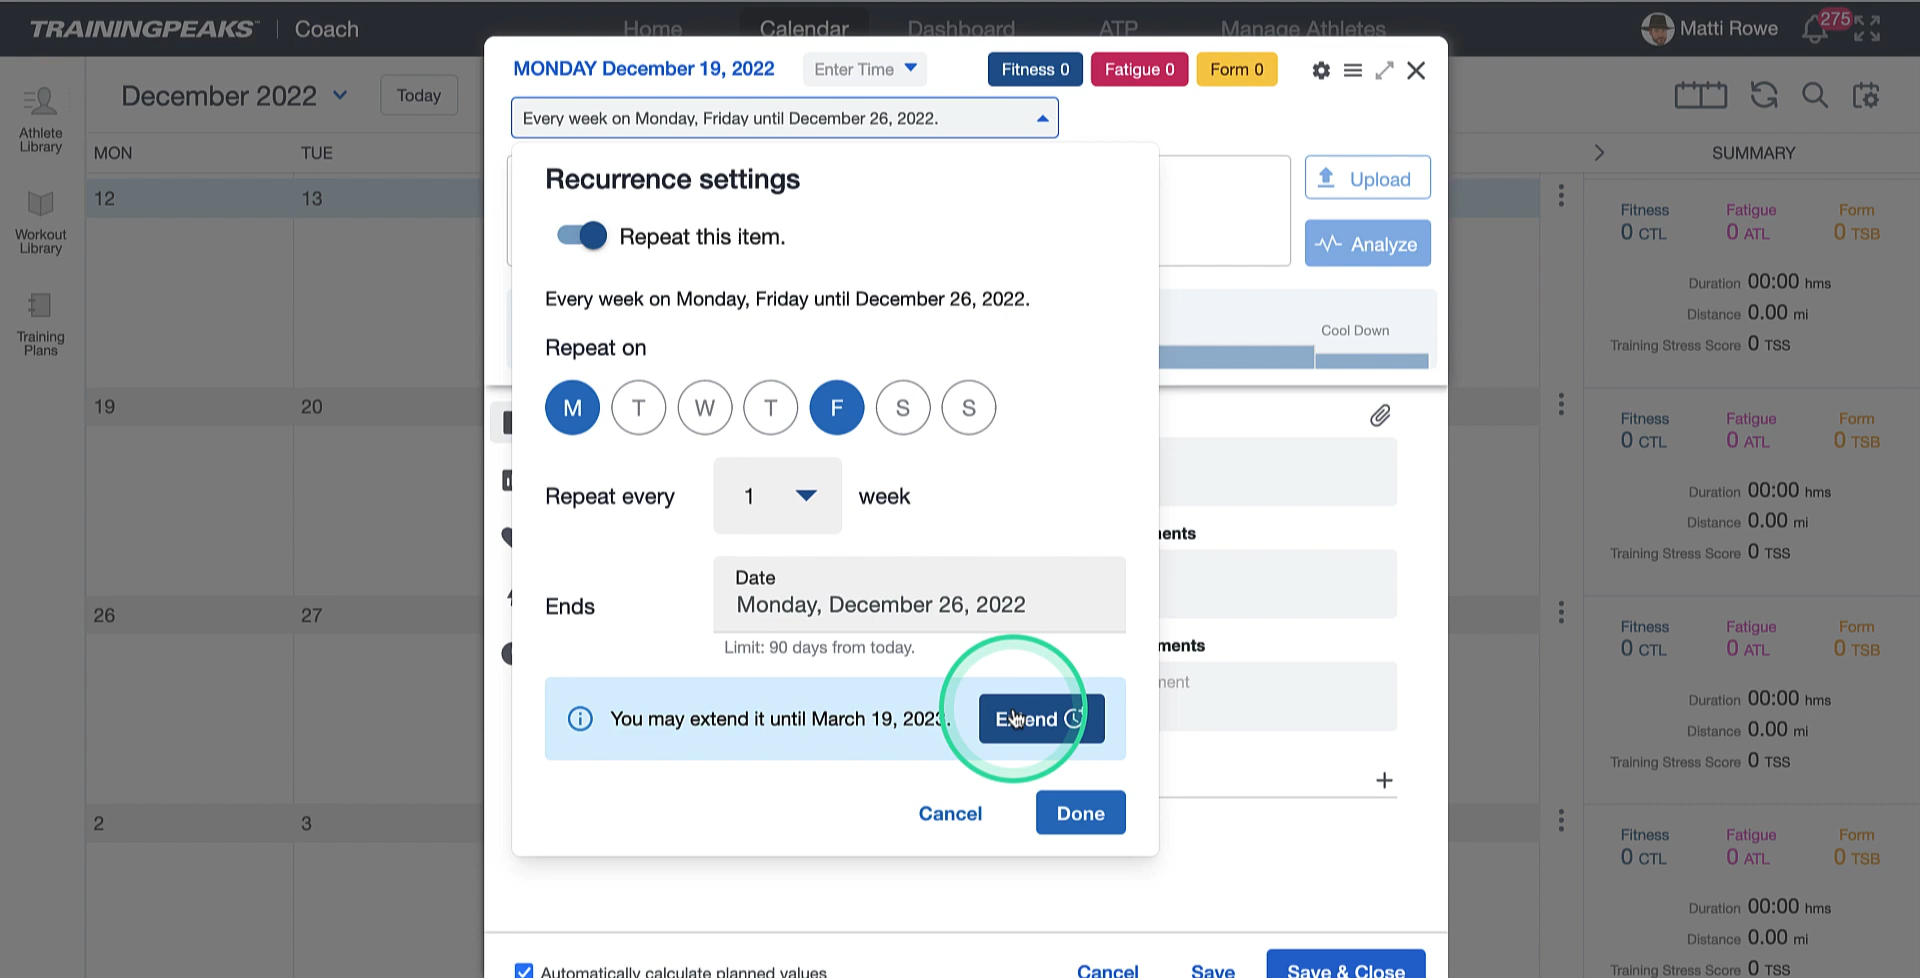 TRAININGPEAKS Coach
Home Calendar Dashboard ATP Manage Athletes
Matti Rowe 275
Athlete Library
Workout Library
Training Plans
December 2022 Today
MON TUE
12 13
19 20
26 27
2 3
MONDAY December 19, 2022 Enter Time Fitness 0 Fatigue 0 Form 0
Every week on Monday, Friday until December 26, 2022.
Recurrence settings
Repeat this item.
Every week on Monday, Friday until December 26, 2022.
Repeat on
M T W T F S S
Repeat every 1 week
Date
Ends Monday, December 26, 2022
Limit: 90 days from today.
You may extend it until March 19, 2023. Extend
Cancel Done
Upload
Analyze
Cool Down
ents
ments
ment
Automatically calculate planned values
Cancel Save Save & Close
SUMMARY
Fitness Fatigue Form
0 CTL 0 ATL 0 TSB
Duration 00:00 hms
Distance 0.00 mi
Training Stress Score 0 TSS
Fitness Fatigue Form
0 CTL 0 ATL 0 TSB
Duration 00:00 hms
Distance 0.00 mi
Training Stress Score 0 TSS
Fitness Fatigue Form
0 CTL 0 ATL 0 TSB
Duration 00:00 hms
Distance 0.00 mi
Training Stress Score 0 TSS
Fitness Fatigue Form
0 CTL 0 ATL 0 TSB
Duration 00:00 hms
Distance 0.00 mi
Training Stress Score 0 TSS